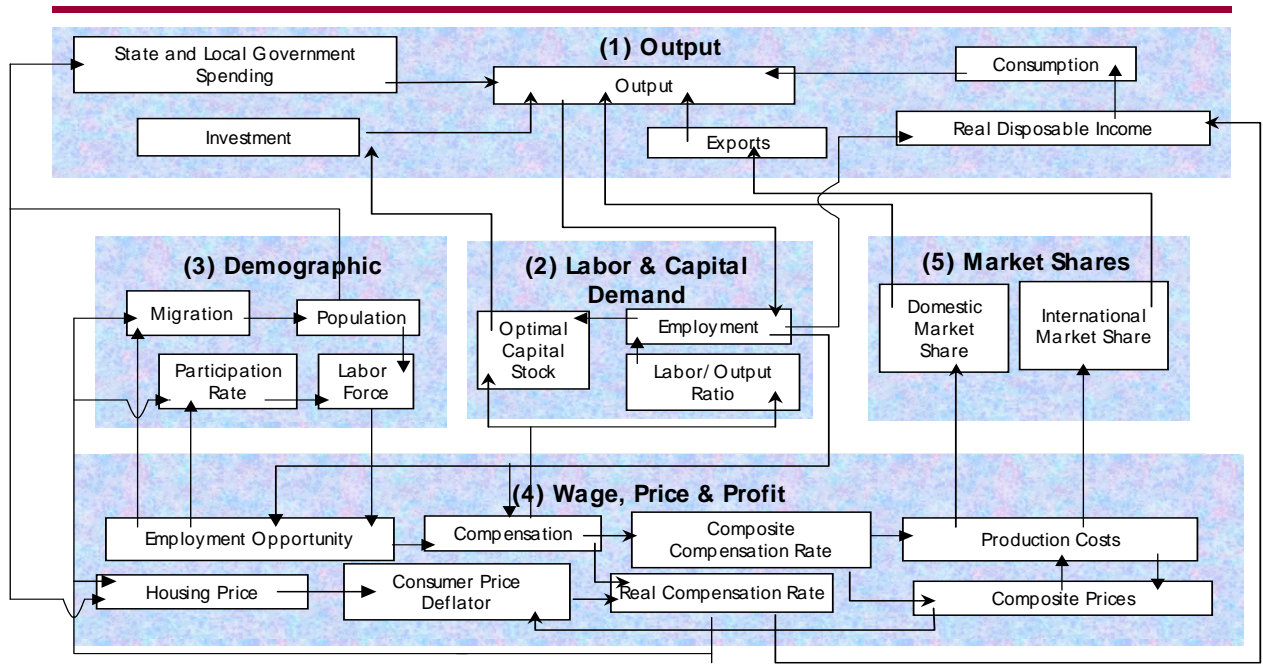 (1) Output
State and Local Government
Spending
Output
Consumption
Investment
Exports
Real Disposable Income
(3) Demographic
Migration
Population
Participation
Rate
Labor
Force
(2) Labor & Capital
Demand
Optimal
Capital
Stock
Employment
Labor/ Output
Ratio
(5) Market Shares
Domestic
Market
Share
International
Market Share
(4) Wage, Price & Profit
Employment Opportunity
Compensation
Composite
Compensation Rate
Production Costs
Housing Price
Consumer Price
Deflator
Real Compensation Rate
Composite Prices